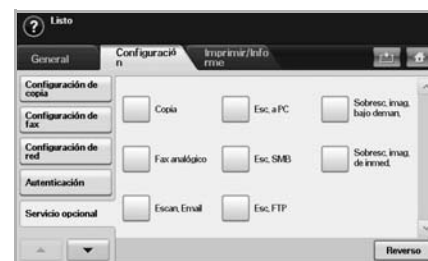 ? Listo
General
Configuració
n
Imprimir/Info
rme
Configuración de
copia
Configuración de
fax
Configuración de
red
Autenticación
Servicio opcional
Copia
Esc. a PC
Sobresc. imag.
bajo deman.
Fax analógico
Esc. SMB
Sobresc. imag.
de inmed.
Escan. Email
Esc. FTP
Reverso